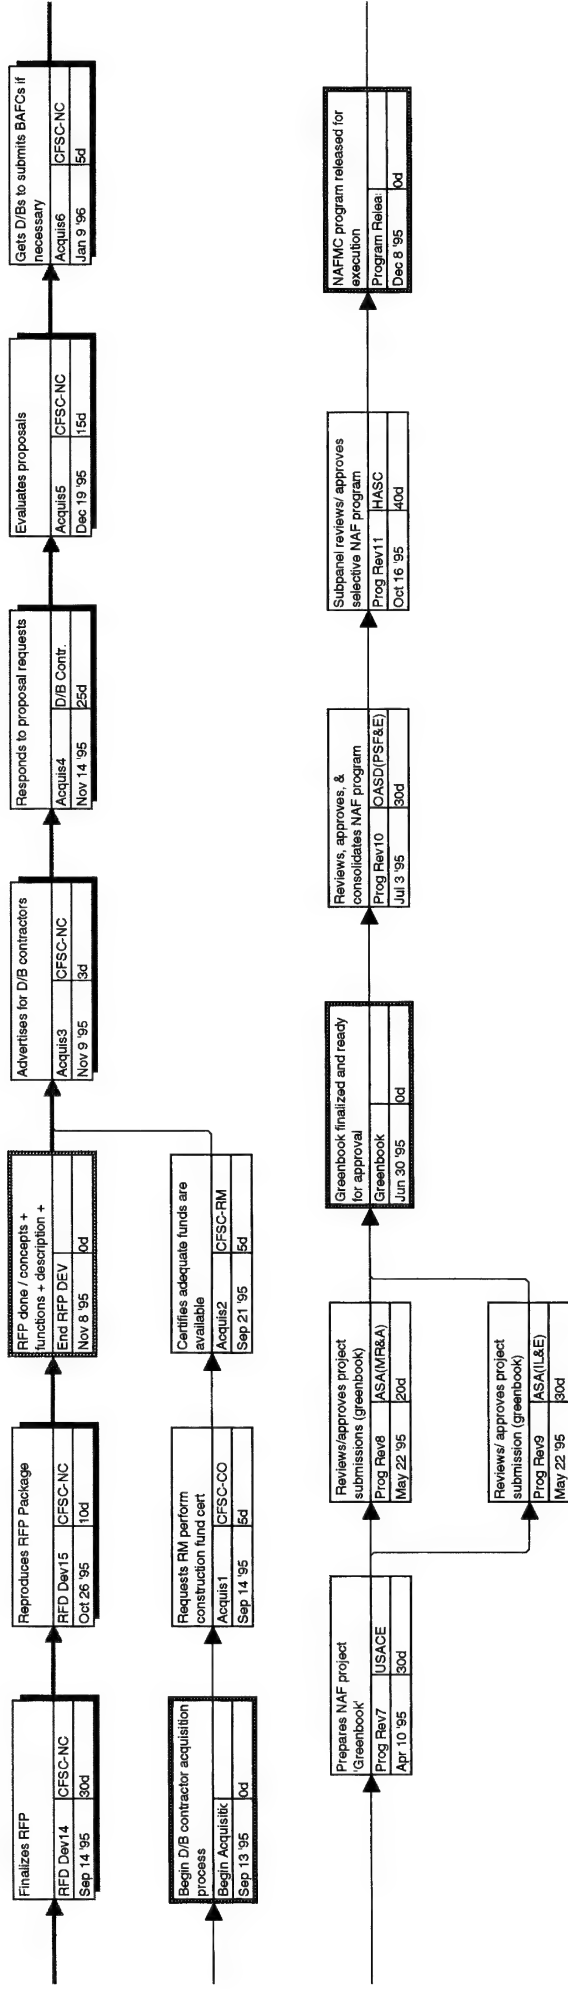 Finalizes RFP
RFD Dev14 CFSC-NC
Sep 14 '95 30d
Reproduces RFP Package
RFD Dev15 CFSC-NC
Oct 26 '95 10d
RFP done / concepts +
functions + description +
End RFP DEV
Nov 8 '95 0d
Advertises for D/B contractors
Acquis3 CFSC-NC
Nov 9 '95 3d
Responds to proposal requests
Acquis4 D/B Contr.
Nov 14 '95 25d
Evaluates proposals
Acquis5 CFSC-NC
Dec 19 '95 15d
Gets D/Bs to submits BAFCs if
necessary
Acquis6 CFSC-NC
Jan 9 '96 5d
Begin D/B contractor acquisition
process
Begin Acquisitic
Sep 13 '95 0d
Requests RM perform
construction fund cert
Acquis1 CFSC-CO
Sep 14 '95 5d
Certifies adequate funds are
available
Acquis2 CFSC-RM
Sep 21 '95 5d
Prepares NAF project
'Greenbook'
Prog Rev7 USACE
Apr 10 '95 30d
Reviews/approves project
submissions (greenbook)
Prog Rev8 ASA(MR&A)
May 22 '95 20d
Greenbook finalized and ready
for approval
Greenbook
Jun 30 '95 0d
Reviews, approves, &
consolidates NAF program
Prog Rev10 OASD(PSF&E)
Jul 3 '95 30d
Subpanel reviews/ approves
selective NAF program
Prog Rev11 HASC
Oct 16 '95 40d
NAFMC program released for
execution
Program Relea:
Dec 8 '95 0d
Reviews/ approves project
submission (greenbook)
Prog Rev9 ASA(IL&E)
May 22 '95 30d